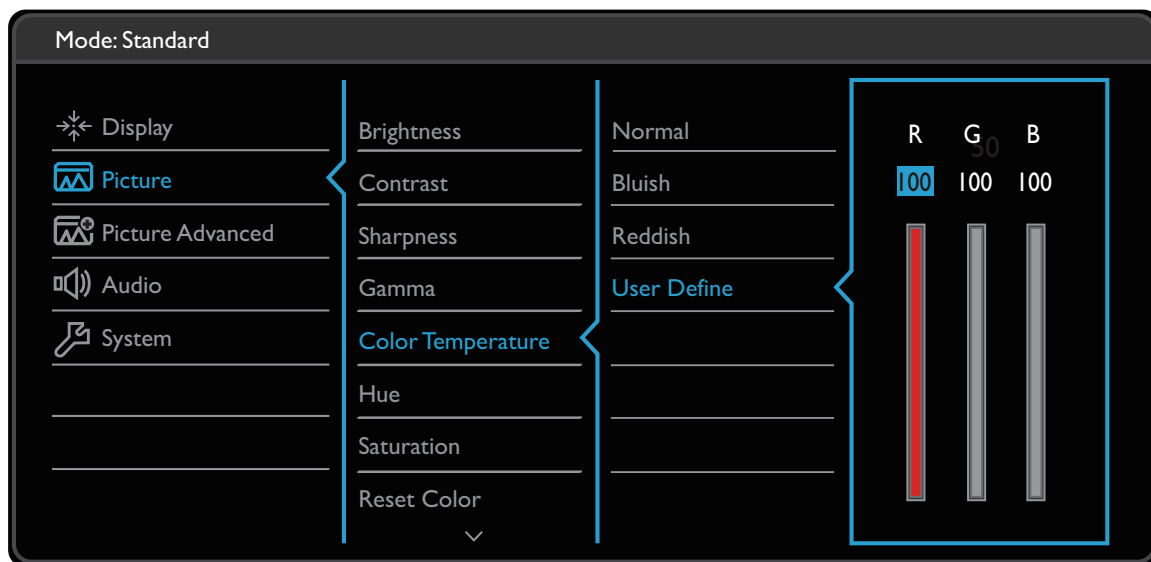 Mode: Standard
Display
Picture
Picture Advanced
Audio
System
Brightness
Contrast
Sharpness
Gamma
Color Temperature
Hue
Saturation
Reset Color
Normal
Bluish
Reddish
User Define
R G B
50
100 100 100